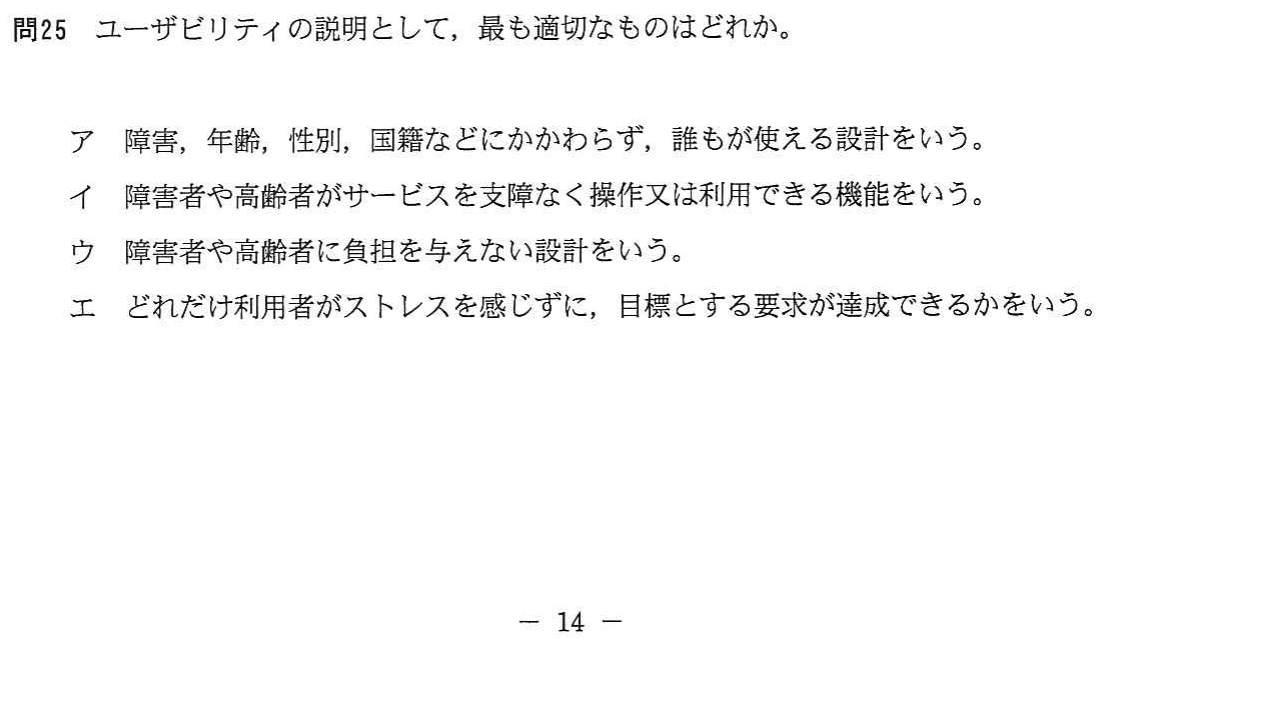 問25 ユーザビリティの説明として，最も適切なものはどれか。
ア 障害，年齢，性別，国籍などにかかわらず，誰もが使える設計をいう。
イ 障害者や高齢者がサービスを支障なく操作又は利用できる機能をいう。
ウ 障害者や高齢者に負担を与えない設計をいう。
エ どれだけ利用者がストレスを感じずに，目標とする要求が達成できるかをいう。
－ 14 －